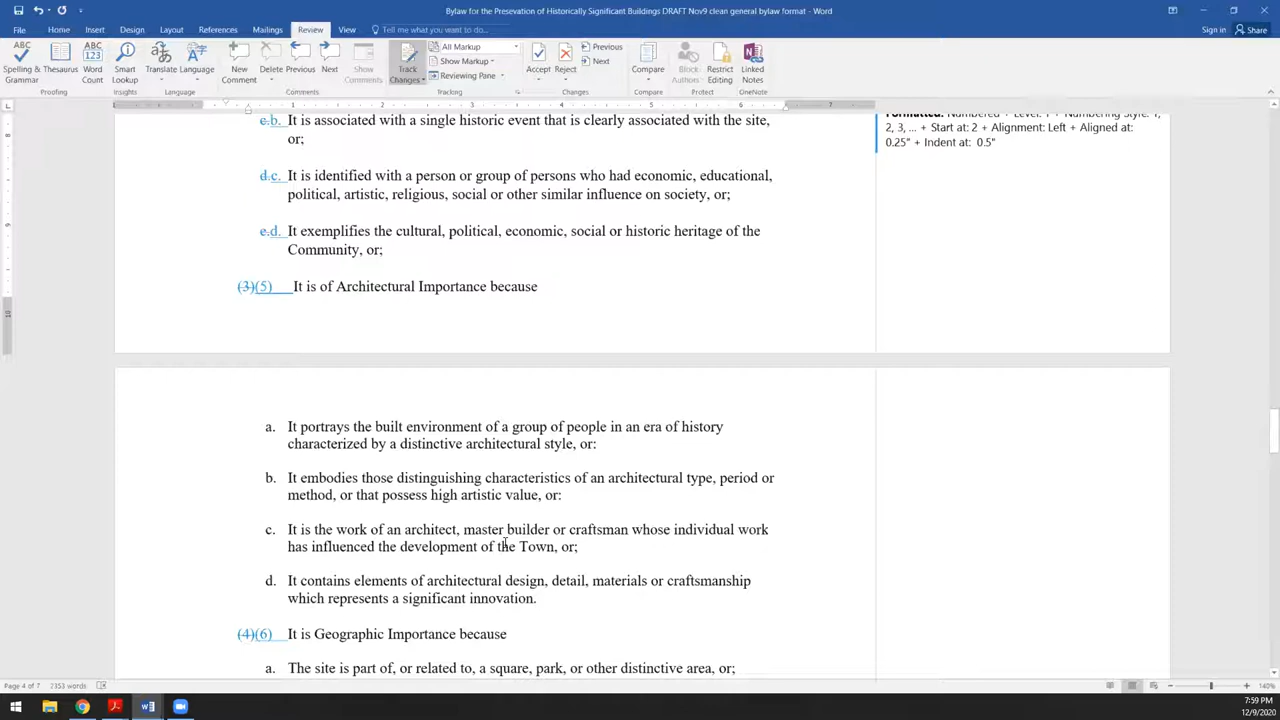 Bylaw for the Presevation of Historically Significant Buildings DRAFT Nov9 clean general bylaw format - Word
File Home Insert Design Layout References Mailings Review View Tell me what you want to do... Sign in Share
ABC ABC 123
Spelling & Grammar Thesaurus Word Count Smart Lookup Translate Language New Comment Delete Previous Next Show Comments Track Changes Accept Reject Compare Block Authors Restrict Editing Linked Notes
All Markup
Show Markup
Reviewing Pane
Previous
Next
Proofing Insights Language Comments Tracking Changes Compare Protect OneNote
1 2 3 4 5 6 7
Formatted: Numbered + Level: 1 + Numbering Style: 1,
2, 3, ... + Start at: 2 + Alignment: Left + Aligned at:
0.25" + Indent at: 0.5"
c.b. It is associated with a single historic event that is clearly associated with the site,
or;
d.c. It is identified with a person or group of persons who had economic, educational,
political, artistic, religious, social or other similar influence on society, or;
e.d. It exemplifies the cultural, political, economic, social or historic heritage of the
Community, or;
(3)(5) It is of Architectural Importance because
a. It portrays the built environment of a group of people in an era of history
characterized by a distinctive architectural style, or:
b. It embodies those distinguishing characteristics of an architectural type, period or
method, or that possess high artistic value, or:
c. It is the work of an architect, master builder or craftsman whose individual work
has influenced the development of the Town, or;
d. It contains elements of architectural design, detail, materials or craftsmanship
which represents a significant innovation.
(4)(6) It is Geographic Importance because
a. The site is part of, or related to, a square, park, or other distinctive area, or;
Page 4 of 7 2353 words 140%
7:59 PM
12/9/2020